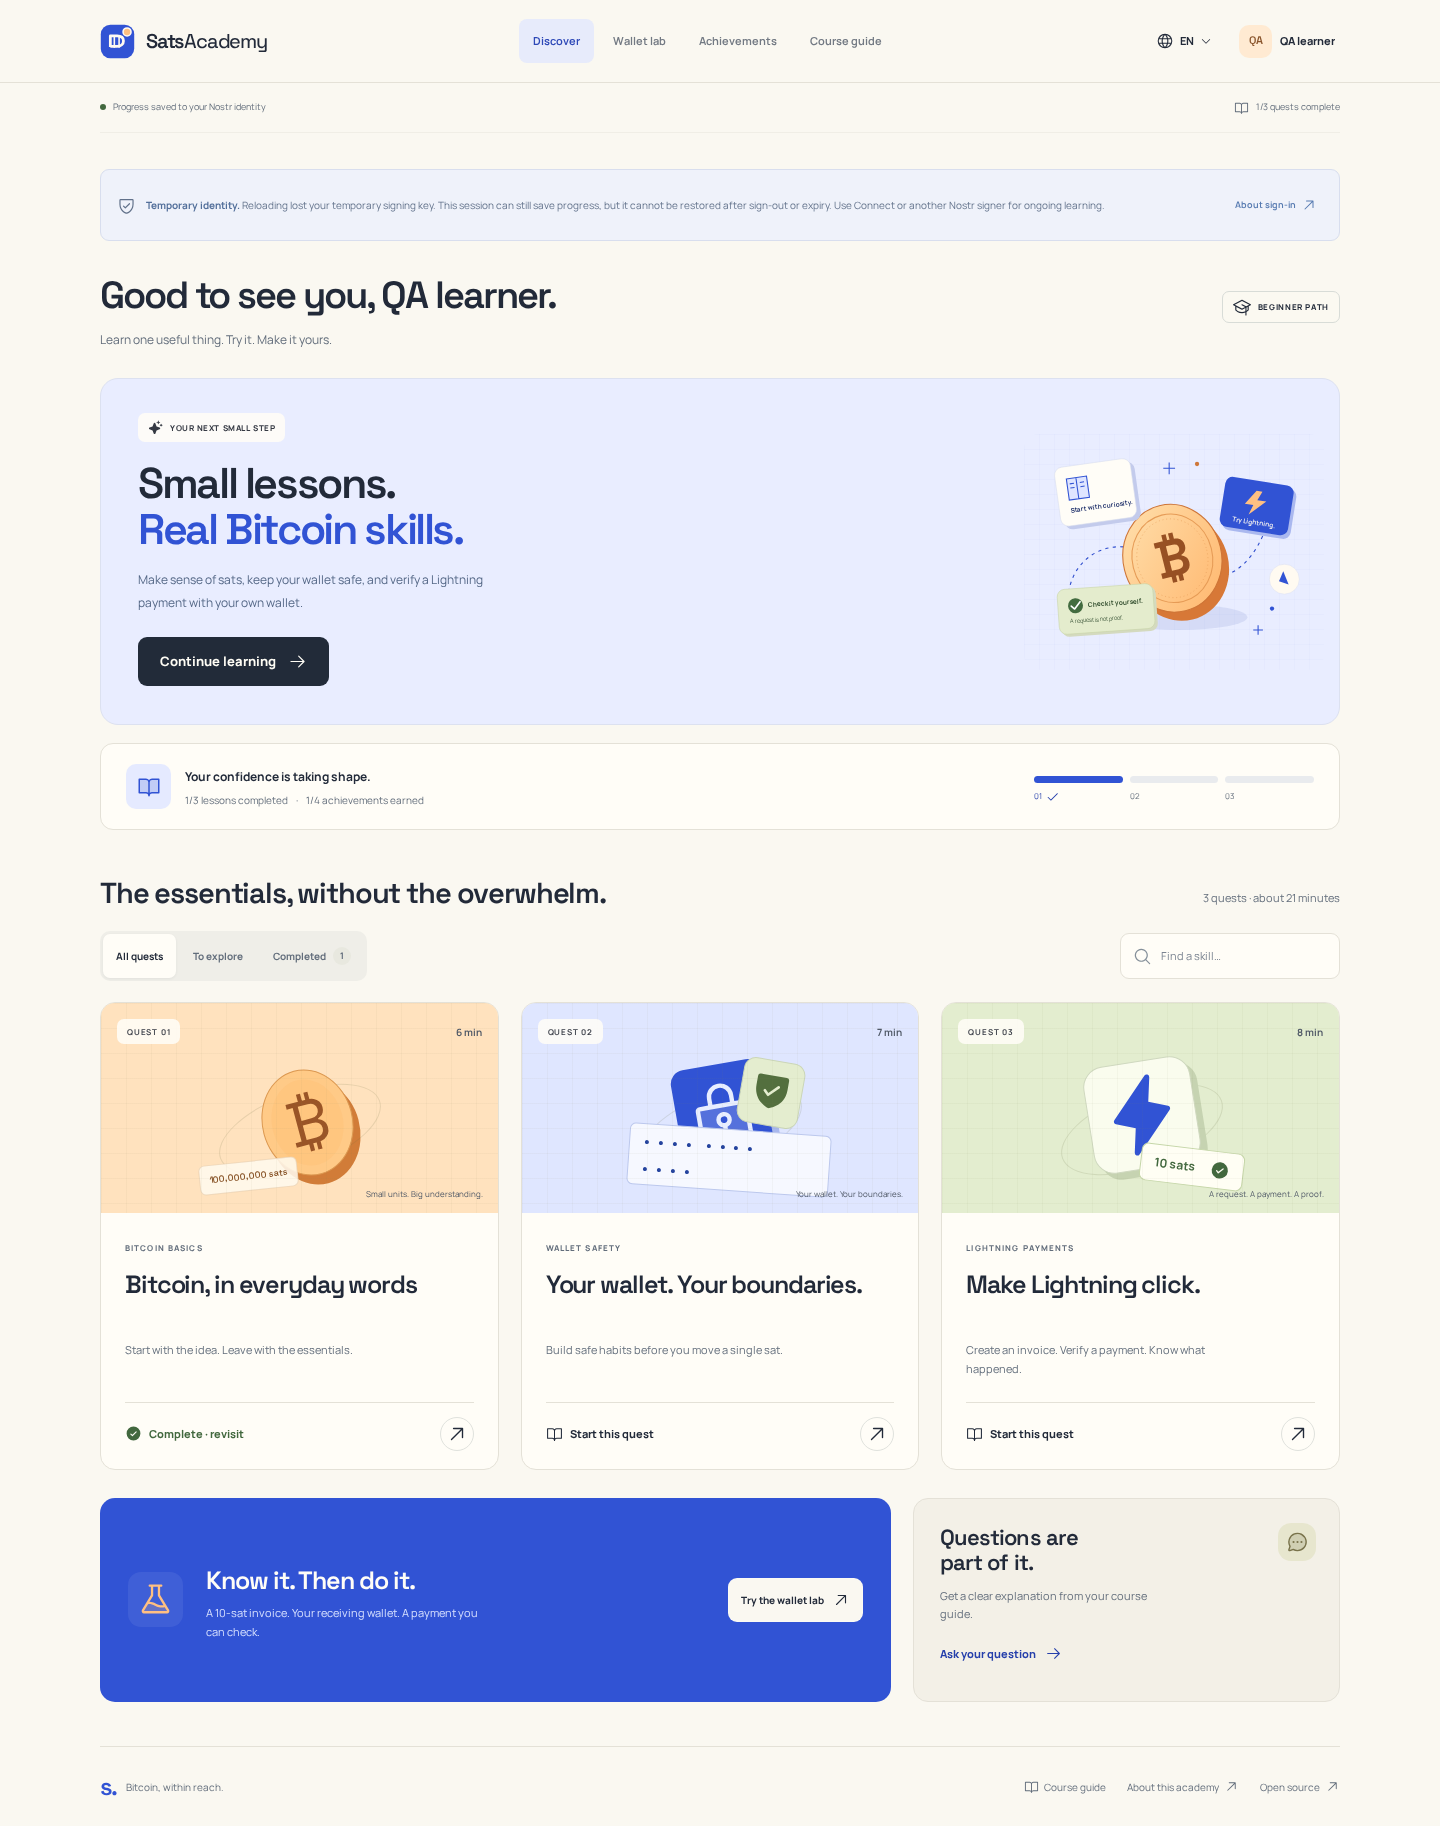 SatsAcademy
Discover
Wallet lab
Achievements
Course guide
EN
QA
QA learner
Progress saved to your Nostr identity
1/3 quests complete
Temporary identity. Reloading lost your temporary signing key. This session can still save progress, but it cannot be restored after sign-out or expiry. Use Connect or another Nostr signer for ongoing learning.
About sign-in
Good to see you, QA learner.
BEGINNER PATH
Learn one useful thing. Try it. Make it yours.
YOUR NEXT SMALL STEP
Small lessons.
Real Bitcoin skills.
Make sense of sats, keep your wallet safe, and verify a Lightning
payment with your own wallet.
Continue learning
Start with curiosity.
Try Lightning.
Check it yourself.
A request is not proof.
Your confidence is taking shape.
1/3 lessons completed · 1/4 achievements earned
01
02
03
The essentials, without the overwhelm.
3 quests · about 21 minutes
All quests
To explore
Completed 1
Find a skill...
QUEST 01
6 min
100,000,000 sats
Small units. Big understanding.
BITCOIN BASICS
Bitcoin, in everyday words
Start with the idea. Leave with the essentials.
Complete · revisit
QUEST 02
7 min
Your wallet. Your boundaries.
WALLET SAFETY
Your wallet. Your boundaries.
Build safe habits before you move a single sat.
Start this quest
QUEST 03
8 min
10 sats
A request. A payment. A proof.
LIGHTNING PAYMENTS
Make Lightning click.
Create an invoice. Verify a payment. Know what
happened.
Start this quest
Know it. Then do it.
A 10-sat invoice. Your receiving wallet. A payment you
can check.
Try the wallet lab
Questions are
part of it.
Get a clear explanation from your course
guide.
Ask your question
s.
Bitcoin, within reach.
Course guide
About this academy
Open source